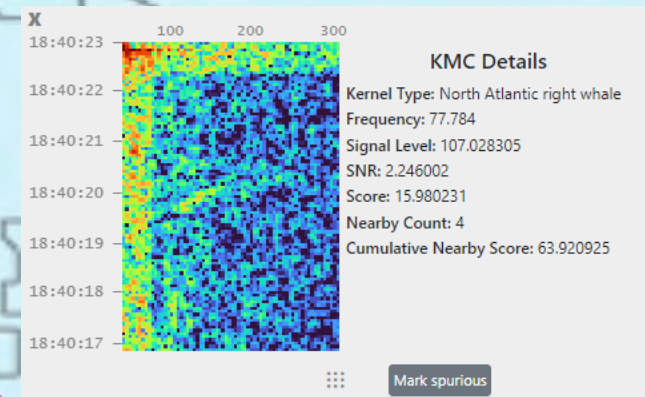 X
100 200 300
18:40:23
18:40:22
18:40:21
18:40:20
18:40:19
18:40:18
18:40:17
KMC Details
Kernel Type: North Atlantic right whale
Frequency: 77.784
Signal Level: 107.028305
SNR: 2.246002
Score: 15.980231
Nearby Count: 4
Cumulative Nearby Score: 63.920925
Mark spurious